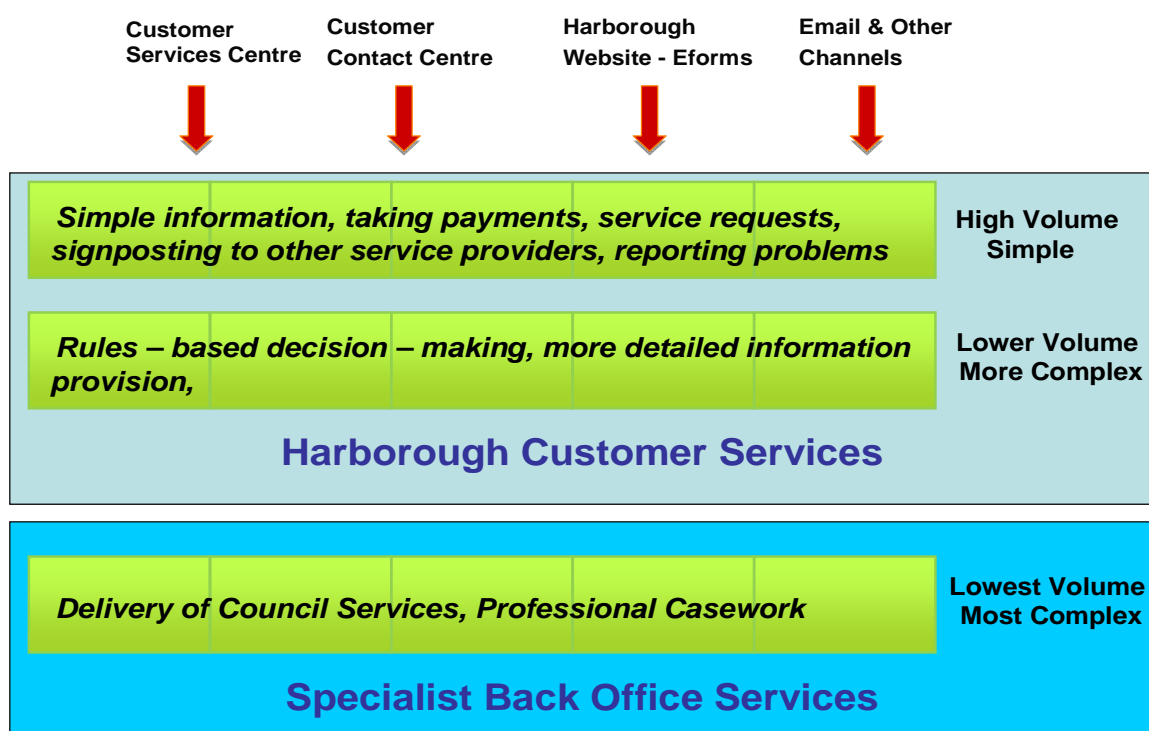 Customer
Services Centre
Customer
Contact Centre
Harborough
Website - Eforms
Email & Other
Channels
Simple information, taking payments, service requests,
signposting to other service providers, reporting problems
High Volume
Simple
Rules – based decision – making, more detailed information
provision,
Lower Volume
More Complex
Harborough Customer Services
Delivery of Council Services, Professional Casework
Lowest Volume
Most Complex
Specialist Back Office Services